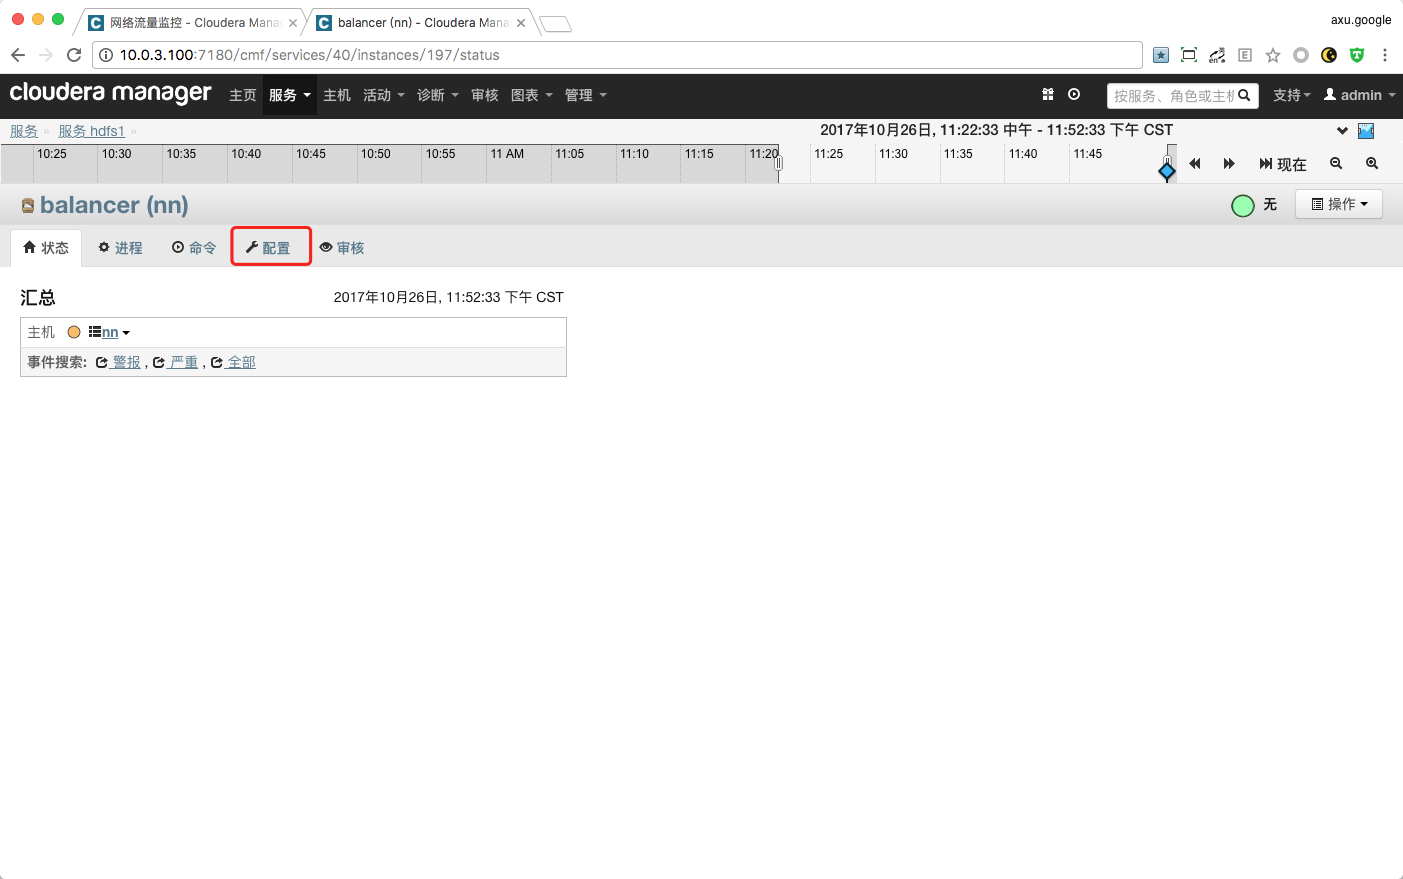 网络流量监控 - Cloudera Mana
balancer (nn) - Cloudera Mana
axu.google
10.0.3.100:7180/cmf/services/40/instances/197/status
cloudera manager 主页 服务 主机 活动 诊断 审核 图表 管理 按服务、角色或主机 支持 admin
服务 » 服务 hdfs1 » 2017年10月26日, 11:22:33 中午 - 11:52:33 下午 CST
10:25 10:30 10:35 10:40 10:45 10:50 10:55 11 AM 11:05 11:10 11:15 11:20 11:25 11:30 11:35 11:40 11:45 现在
balancer (nn) 无 操作
状态 进程 命令 配置 审核
汇总 2017年10月26日, 11:52:33 下午 CST
主机 nn
事件搜索: 警报 , 严重 , 全部